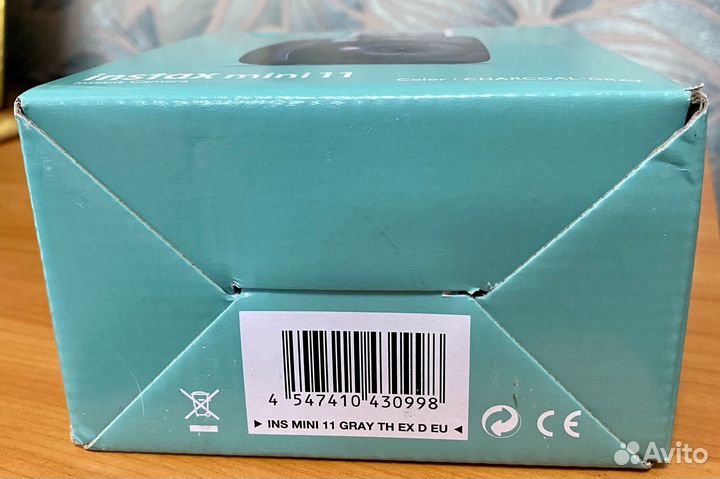 instax mini 11
Instant Camera
Color : CHARCOAL GRAY
4 547410 430998
► INS MINI 11 GRAY TH EX D EU ◄
CE
Avito